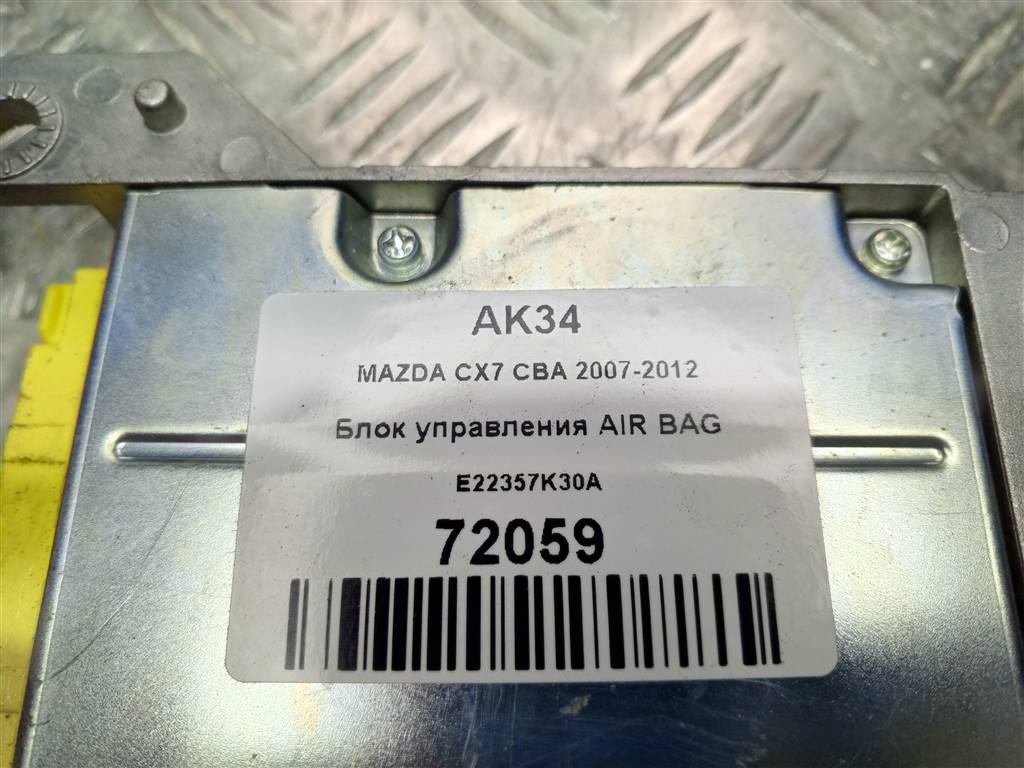 AK34
MAZDA CX7 CBA 2007-2012
Блок управления AIR BAG
E22357K30A
72059